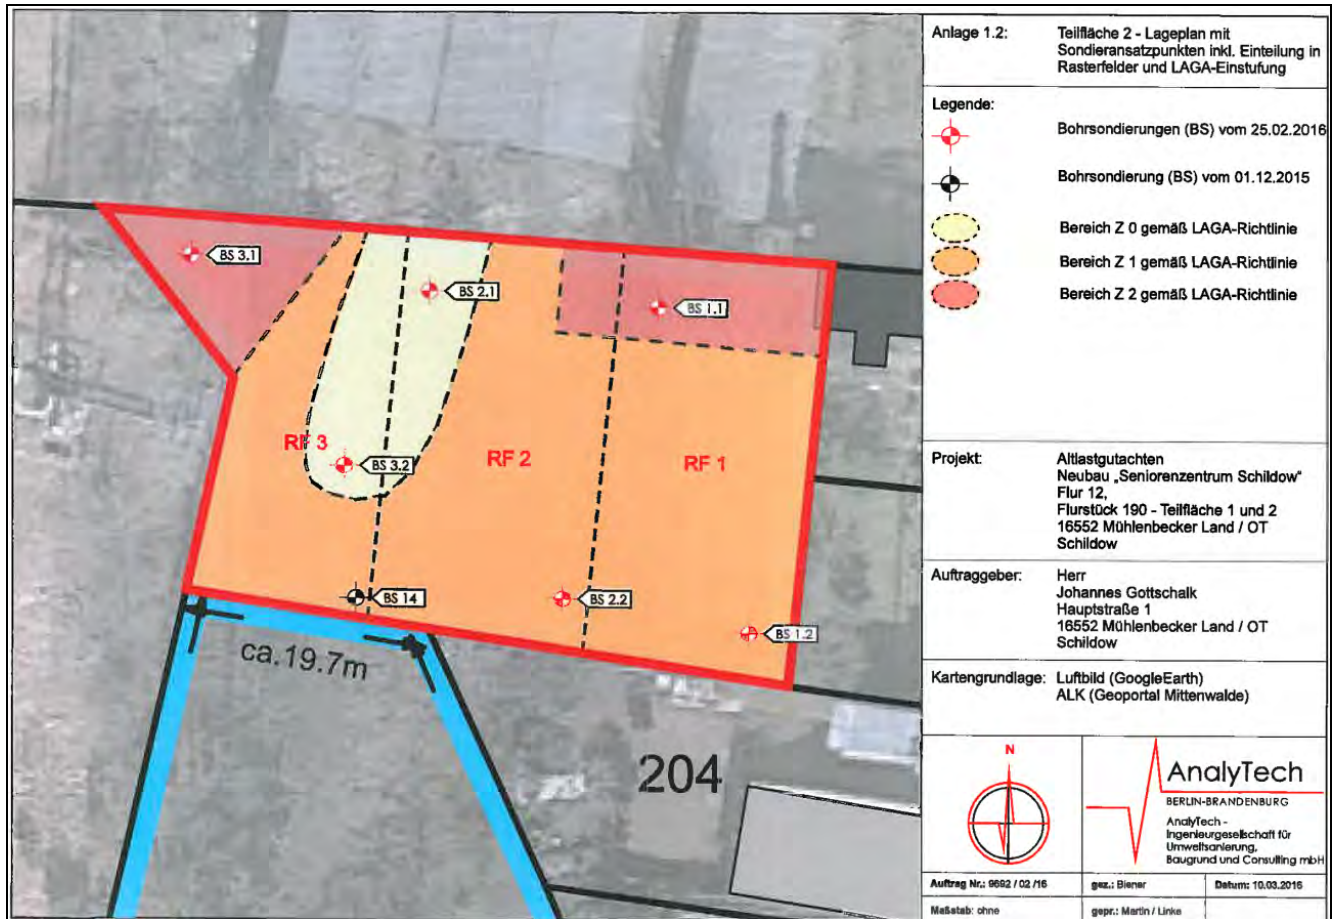 Anlage 1.2:
Teilfläche 2 - Lageplan mit
Sondieransatzpunkten inkl. Einteilung in
Rasterfelder und LAGA-Einstufung
Legende:
Bohrsondierungen (BS) vom 25.02.2016
Bohrsondierung (BS) vom 01.12.2015
Bereich Z 0 gemäß LAGA-Richtlinie
Bereich Z 1 gemäß LAGA-Richtlinie
Bereich Z 2 gemäß LAGA-Richtlinie
BS 3.1
BS 2.1
BS 1.1
RF 3
BS 3.2
RF 2
RF 1
BS 14
BS 2.2
BS 1.2
ca.19.7m
204
Projekt:
Altlastgutachten
Neubau „Seniorenzentrum Schildow"
Flur 12,
Flurstück 190 - Teilfläche 1 und 2
16552 Mühlenbecker Land / OT
Schildow
Auftraggeber:
Herr
Johannes Gottschalk
Hauptstraße 1
16552 Mühlenbecker Land / OT
Schildow
Kartengrundlage: Luftbild (GoogleEarth)
ALK (Geoportal Mittenwalde)
N
AnalyTech
BERLIN-BRANDENBURG
AnalyTech -
Ingenieurgesellschaft für
Umweltsanierung,
Baugrund und Consulting mbH
Auftrag Nr.: 9692 / 02 /16
gez.: Biener
Datum: 10.03.2016
Maßstab: ohne
gepr.: Martin / Linke